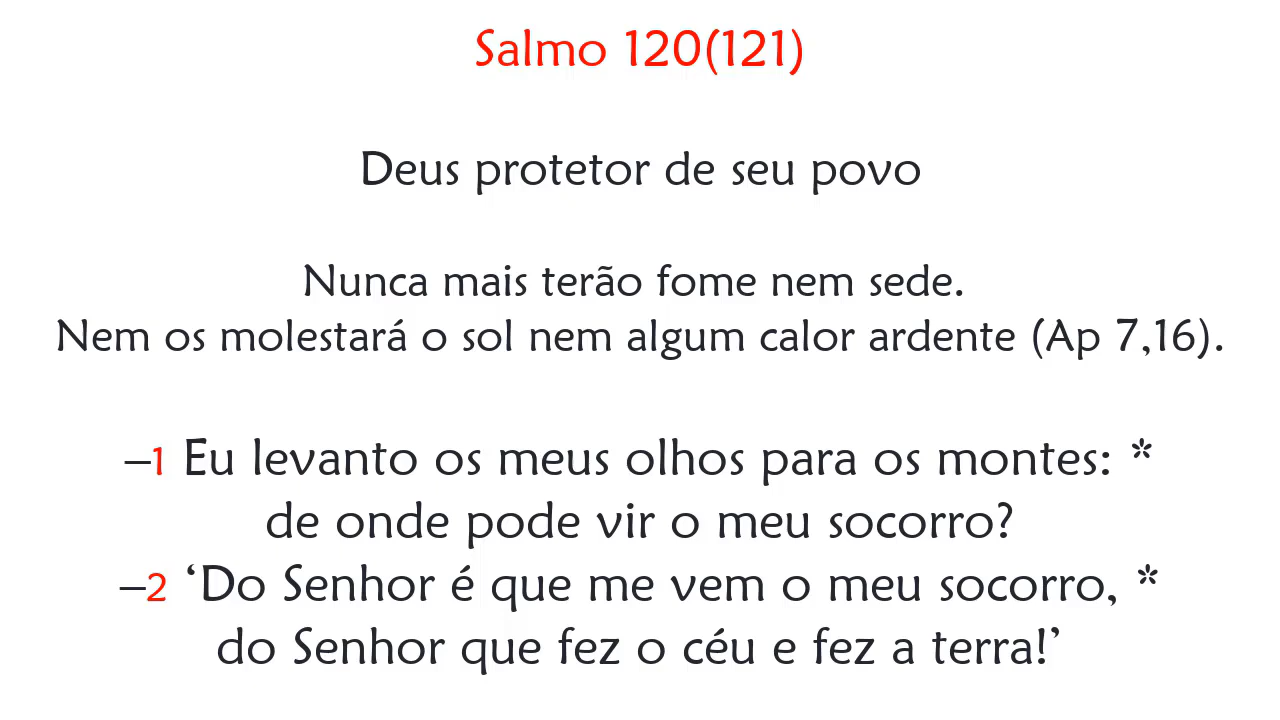 Salmo 120(121)
Deus protetor de seu povo
Nunca mais terão fome nem sede.
Nem os molestará o sol nem algum calor ardente (Ap 7,16).
–1 Eu levanto os meus olhos para os montes: *
de onde pode vir o meu socorro?
–2 ‘Do Senhor é que me vem o meu socorro, *
do Senhor que fez o céu e fez a terra!’